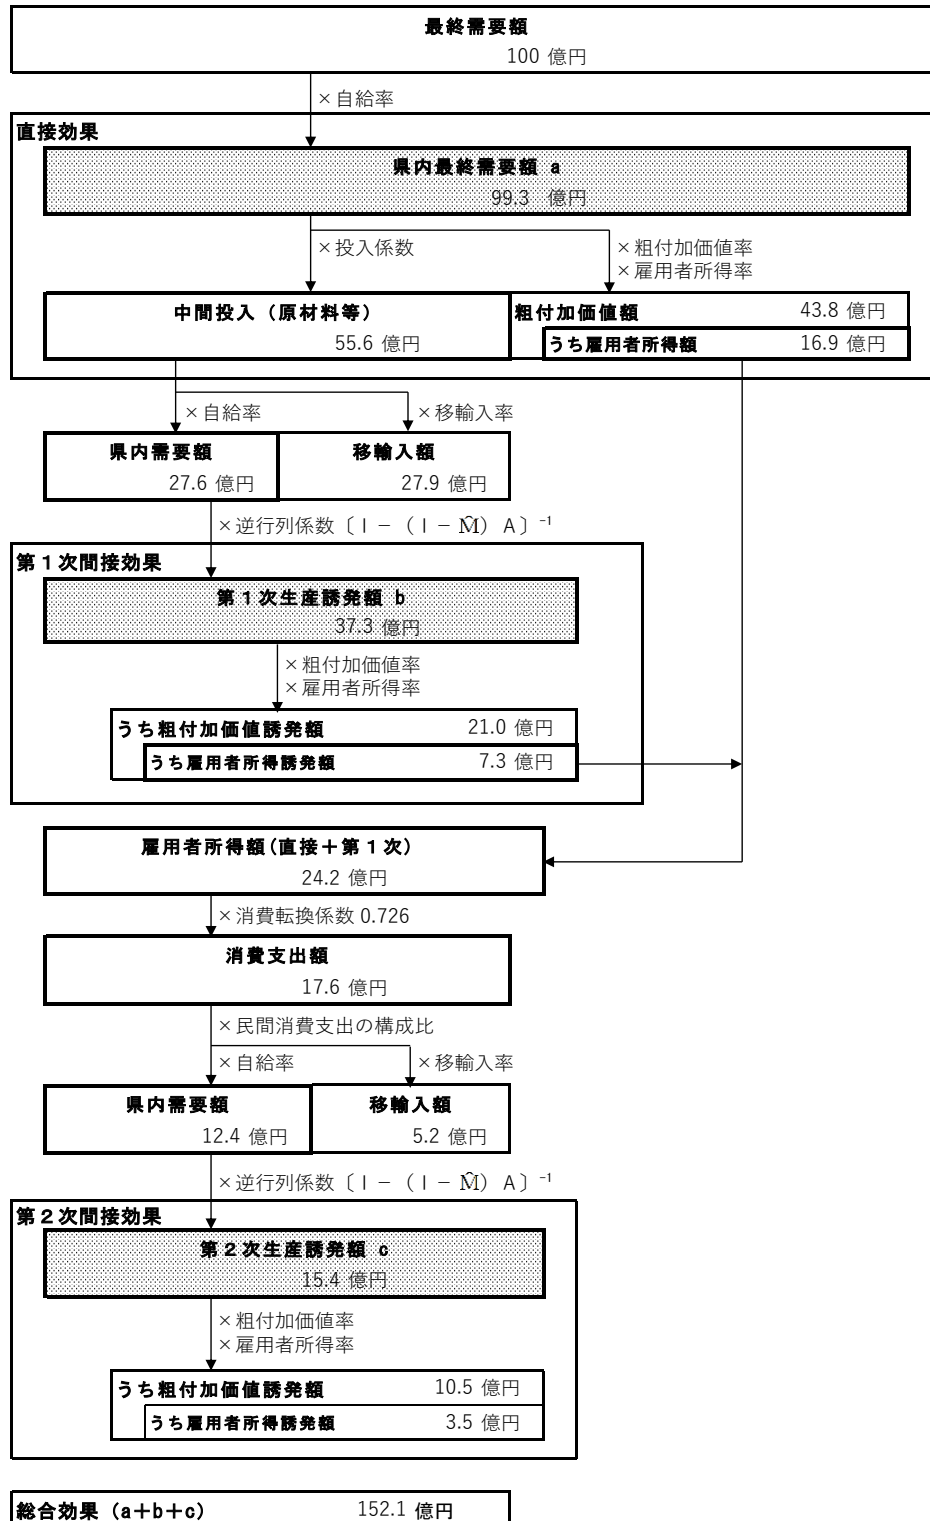 最終需要額
100 億円
×自給率
直接効果
県内最終需要額 a
99.3 億円
×投入係数
×粗付加価値率
×雇用者所得率
中間投入（原材料等）
55.6 億円
粗付加価値額 43.8 億円
うち雇用者所得額 16.9 億円
×自給率
×移輸入率
県内需要額
27.6 億円
移輸入額
27.9 億円
×逆行列係数〔Ｉ－（Ｉ－M̂）Ａ〕⁻¹
第１次間接効果
第１次生産誘発額 b
37.3 億円
×粗付加価値率
×雇用者所得率
うち粗付加価値誘発額 21.0 億円
うち雇用者所得誘発額 7.3 億円
雇用者所得額(直接＋第１次)
24.2 億円
×消費転換係数 0.726
消費支出額
17.6 億円
×民間消費支出の構成比
×自給率
×移輸入率
県内需要額
12.4 億円
移輸入額
5.2 億円
×逆行列係数〔Ｉ－（Ｉ－M̂）Ａ〕⁻¹
第２次間接効果
第２次生産誘発額 c
15.4 億円
×粗付加価値率
×雇用者所得率
うち粗付加価値誘発額 10.5 億円
うち雇用者所得誘発額 3.5 億円
総合効果（a＋b＋c） 152.1 億円